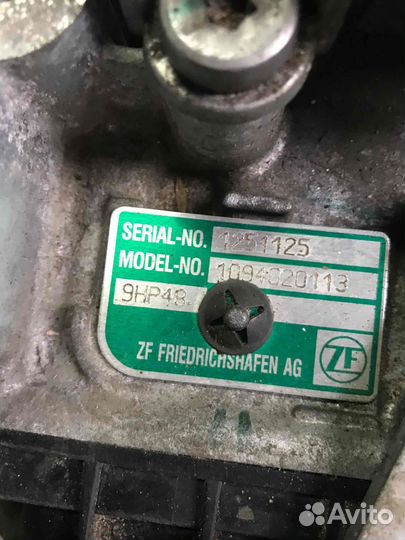 SERIAL-NO. 1251125
MODEL-NO. 1094020113
9HP48
ZF FRIEDRICHSHAFEN AG
ZF
Avito